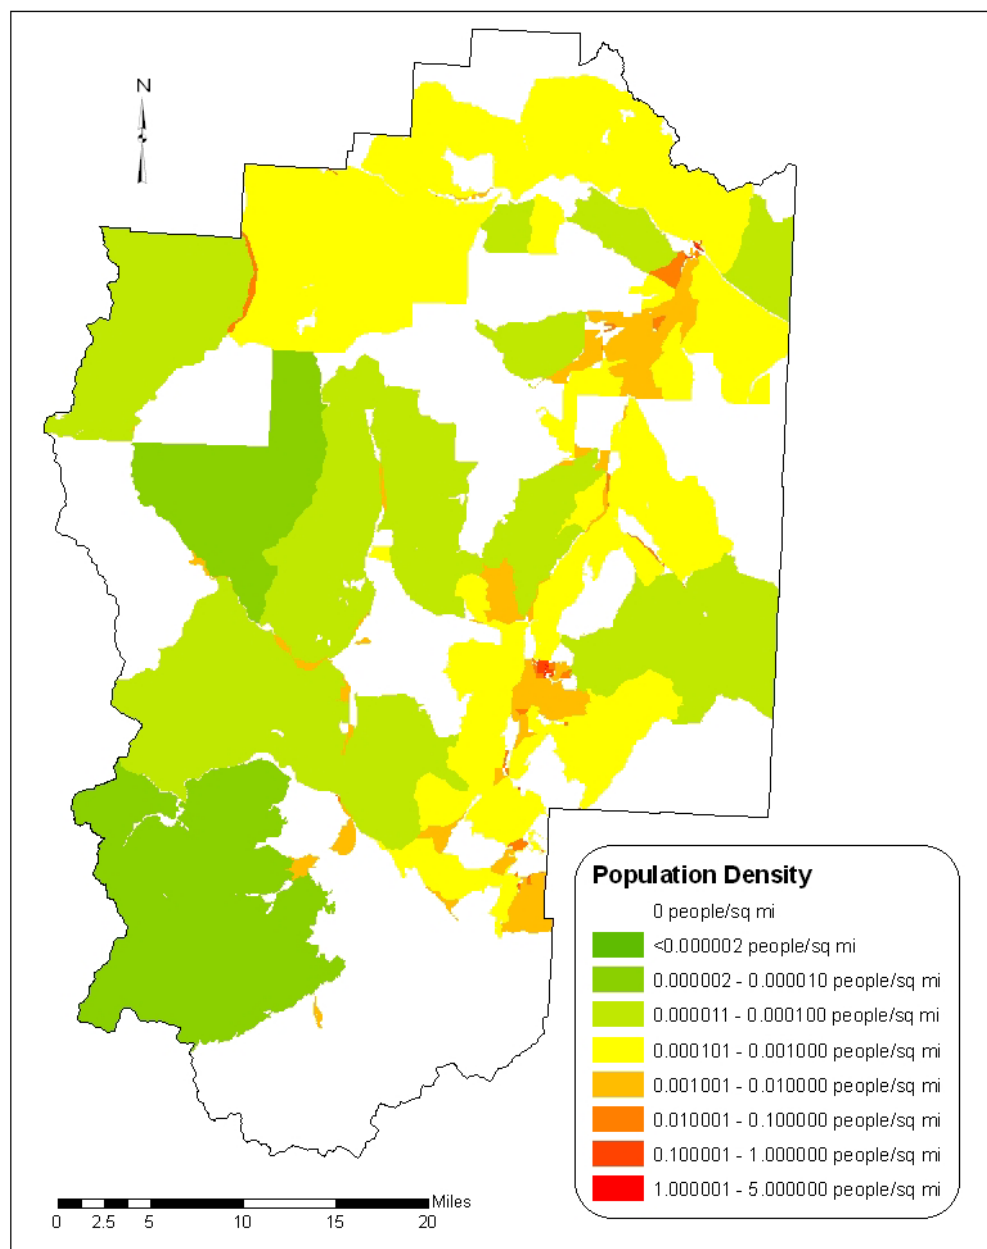 N
Population Density
0 people/sq mi
<0.000002 people/sq mi
0.000002 - 0.000010 people/sq mi
0.000011 - 0.000100 people/sq mi
0.000101 - 0.001000 people/sq mi
0.001001 - 0.010000 people/sq mi
0.010001 - 0.100000 people/sq mi
0.100001 - 1.000000 people/sq mi
1.000001 - 5.000000 people/sq mi
Miles
0 2.5 5 10 15 20